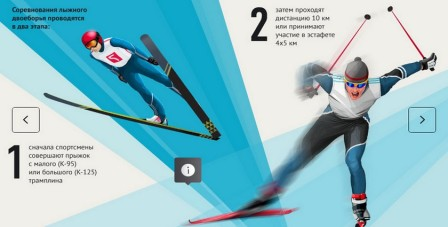 Соревнования лыжного
двоеборья проводятся
в два этапа:
1
сначала спортсмены
совершают прыжок
с малого (К-95)
или большого (К-125)
трамплина
2
затем проходят
дистанцию 10 км
или принимают
участие в эстафете
4х5 км